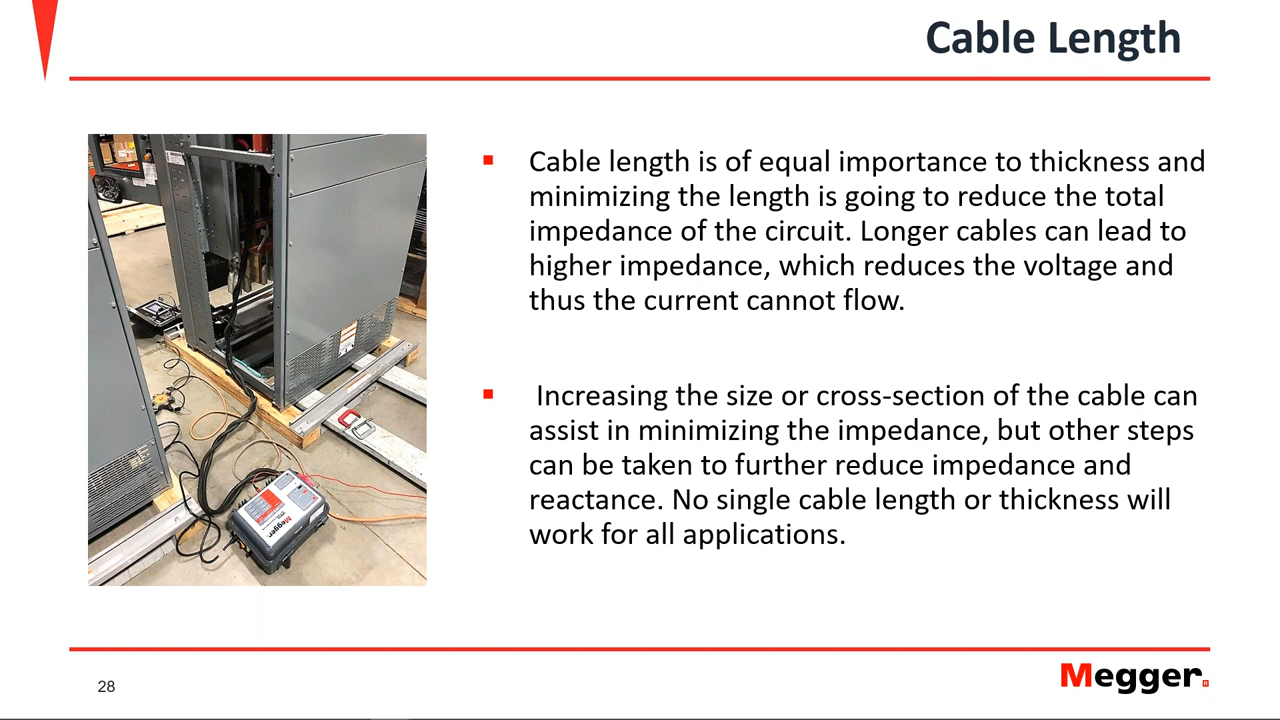 Cable Length
Cable length is of equal importance to thickness and
minimizing the length is going to reduce the total
impedance of the circuit. Longer cables can lead to
higher impedance, which reduces the voltage and
thus the current cannot flow.
Increasing the size or cross-section of the cable can
assist in minimizing the impedance, but other steps
can be taken to further reduce impedance and
reactance. No single cable length or thickness will
work for all applications.
Megger
28
Megger.